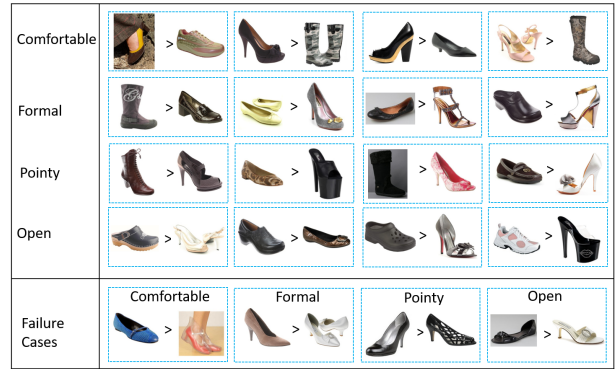 Comfortable > > > >
Formal > > > >
Pointy > > > >
Open > > > >
Comfortable Formal Pointy Open
Failure
Cases
> > > >